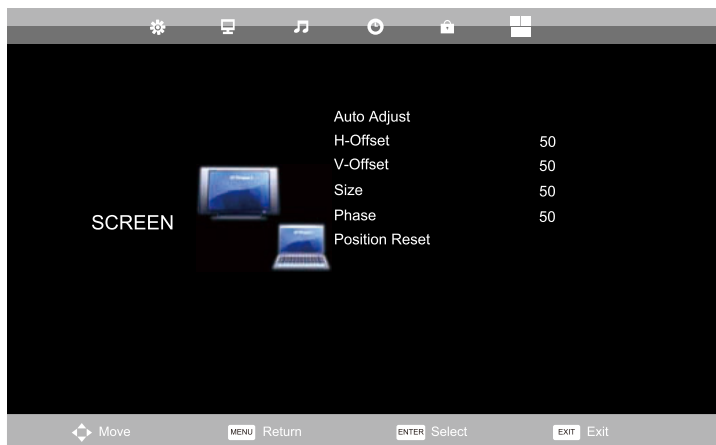 Auto Adjust
H-Offset 50
V-Offset 50
Size 50
Phase 50
Position Reset
SCREEN
Move MENU Return ENTER Select EXIT Exit